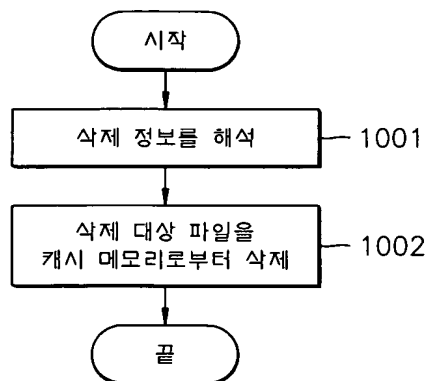 시작
삭제 정보를 해석
1001
삭제 대상 파일을
캐시 메모리로부터 삭제
1002
끝